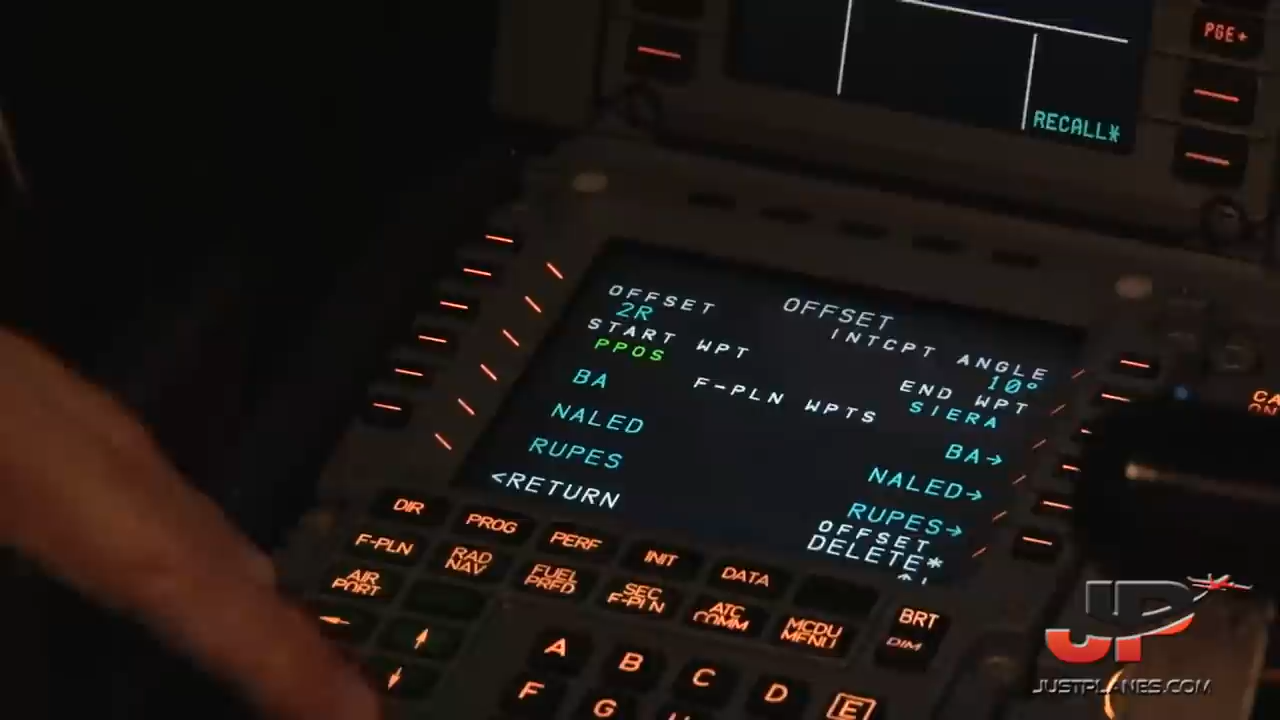 PGE+
RECALL*
OFFSET
OFFSET
2R
INTCPT ANGLE
10°
START WPT
PPOS
END WPT
SIERA
F-PLN WPTS
BA
BA→
NALED
NALED→
RUPES
RUPES→
<RETURN
OFFSET
DELETE*
↑↓
DIR
PROG
PERF
INIT
DATA
F-PLN
RAD
NAV
FUEL
PRED
SEC
F-PLN
ATC
COMM
MCDU
MENU
BRT
DIM
AIR
PORT
← ↑
↓
A B C D E
F G
JP
JUSTPLANES.COM